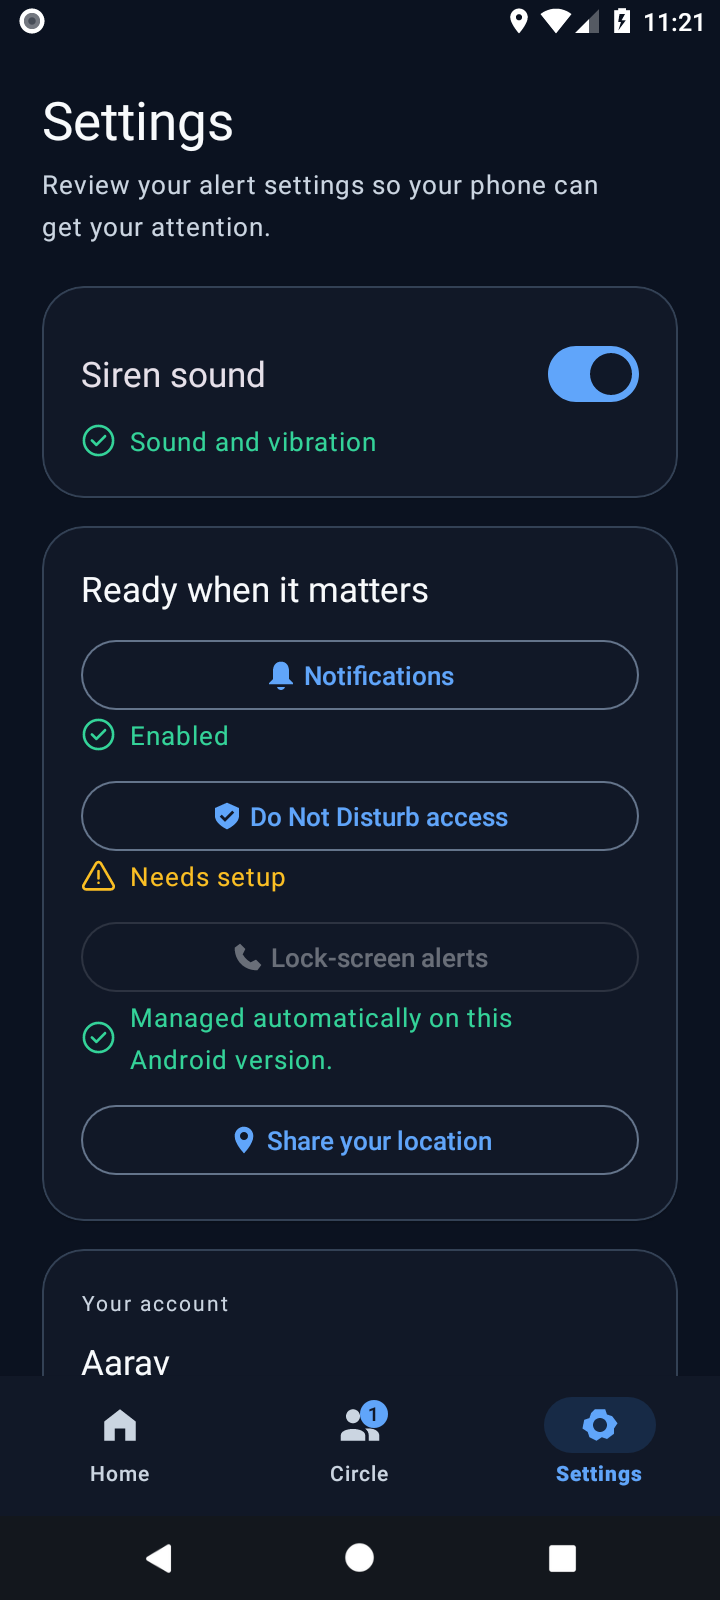 11:21
Settings
Review your alert settings so your phone can
get your attention.
Siren sound
Sound and vibration
Ready when it matters
Notifications
Enabled
Do Not Disturb access
Needs setup
Lock-screen alerts
Managed automatically on this
Android version.
Share your location
Your account
Aarav
1
Home
Circle
Settings